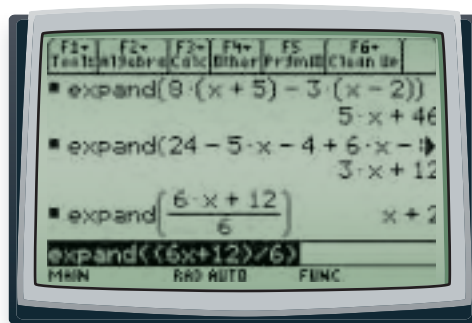 F1▾ F2▾ F3▾ F4▾ F5 F6▾
Tools Algebra Calc Other PrgmIO Clean Up
▪ expand(8·(x + 5) − 3·(x − 2))
5·x + 46
▪ expand(24 − 5·x − 4 + 6·x −
3·x + 12
▪ expand((6·x + 12)/6) x + 2
expand((6x+12)/6)
MAIN RAD AUTO FUNC